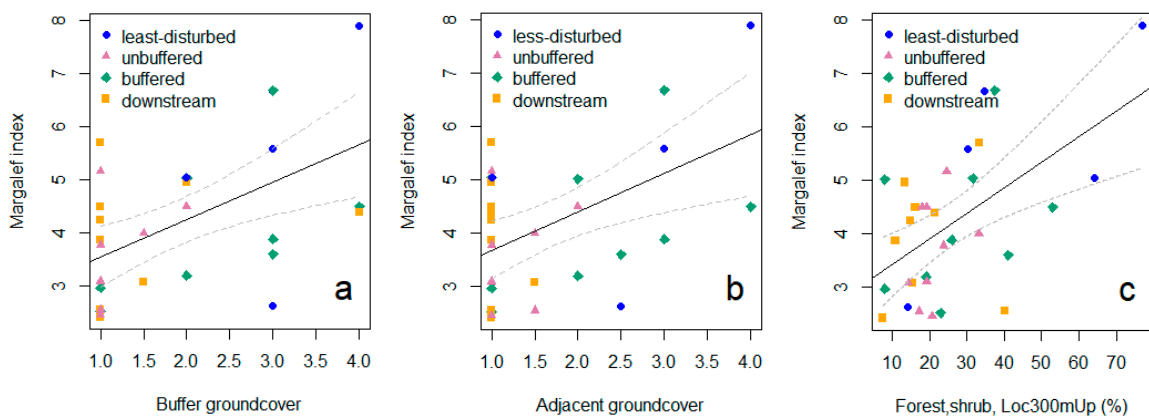 8
7
6
5
4
3
Margalef index
least-disturbed
unbuffered
buffered
downstream
a
1.0 1.5 2.0 2.5 3.0 3.5 4.0
Buffer groundcover
8
7
6
5
4
3
Margalef index
less-disturbed
unbuffered
buffered
downstream
b
1.0 1.5 2.0 2.5 3.0 3.5 4.0
Adjacent groundcover
8
7
6
5
4
3
Margalef index
least-disturbed
unbuffered
buffered
downstream
c
10 20 30 40 50 60 70
Forest,shrub, Loc300mUp (%)